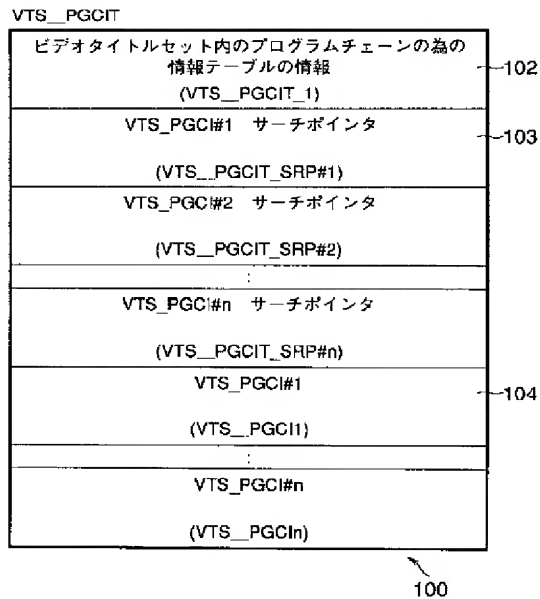 VTS__PGCIT
ビデオタイトルセット内のプログラムチェーンの為の
情報テーブルの情報
(VTS__PGCIT_1)
102
VTS_PGCI#1 サーチポインタ
103
(VTS__PGCIT_SRP#1)
VTS_PGCI#2 サーチポインタ
(VTS__PGCIT_SRP#2)
:
VTS_PGCI#n サーチポインタ
(VTS__PGCIT_SRP#n)
VTS_PGCI#1
104
(VTS__PGCI1)
:
VTS_PGCI#n
(VTS__PGCIn)
100